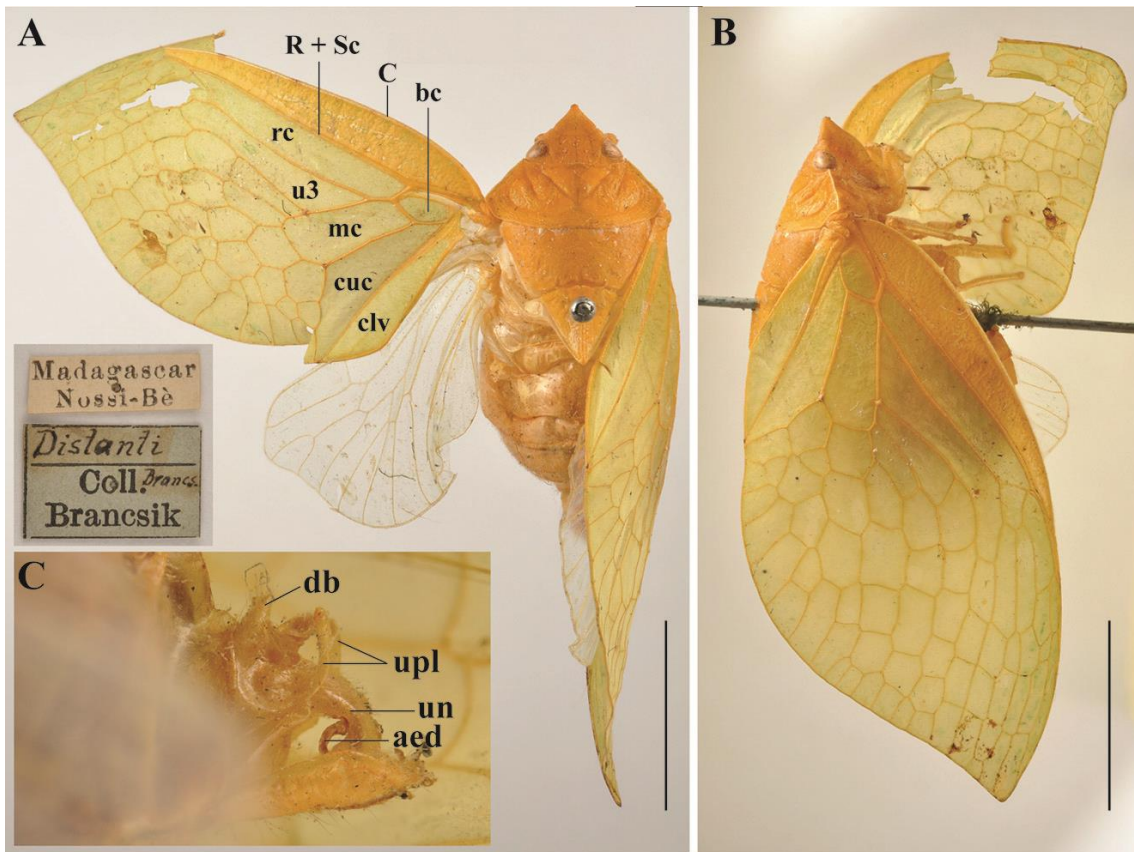 A
B
R + Sc
C
bc
rc
u3
mc
cuc
clv
Madagascar
Nossi-Bè
Distanti
Coll. Brancs.
Brancsik
C
db
upl
un
aed